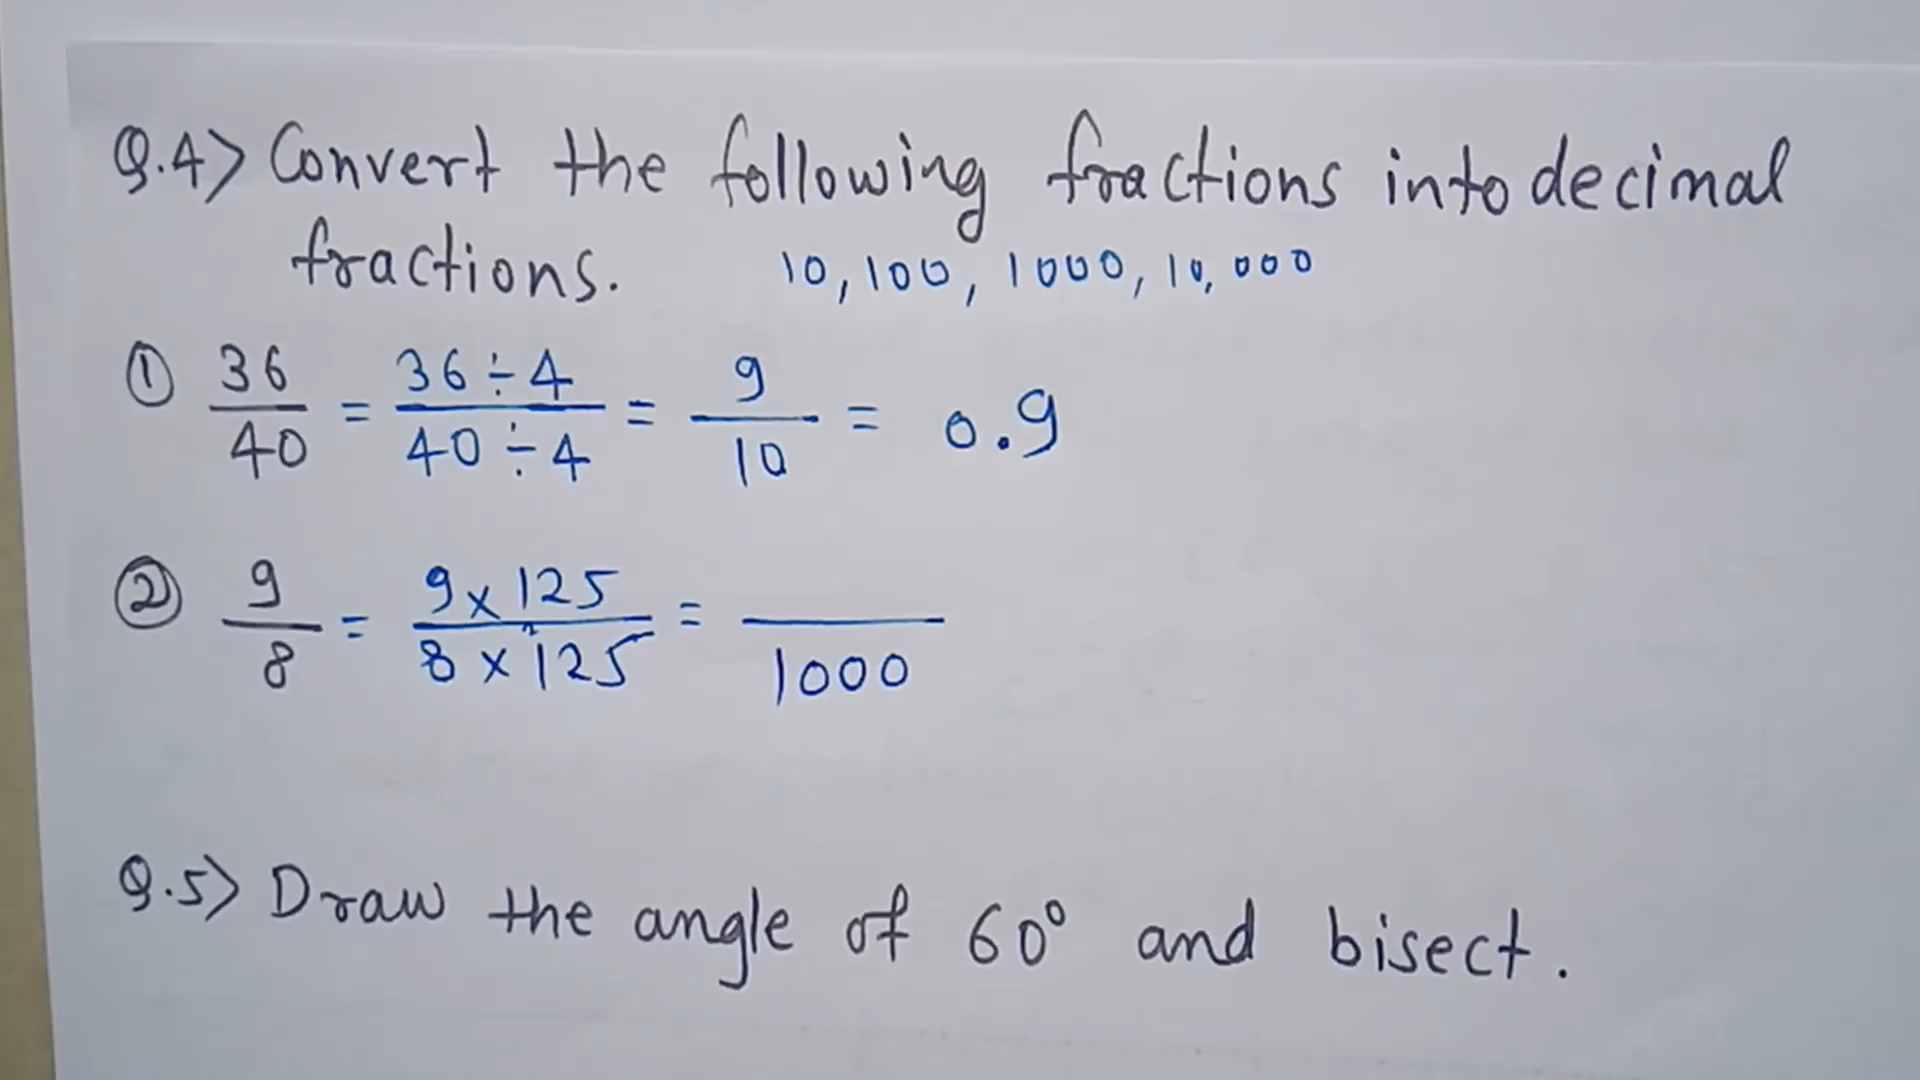 Q.4> Convert the following fractions into decimal
fractions. 10, 100, 1000, 10,000
① 36/40 = 36÷4/40÷4 = 9/10 = 0.9
② 9/8 = 9×125/8×125 = /1000
Q.5> Draw the angle of 60° and bisect.